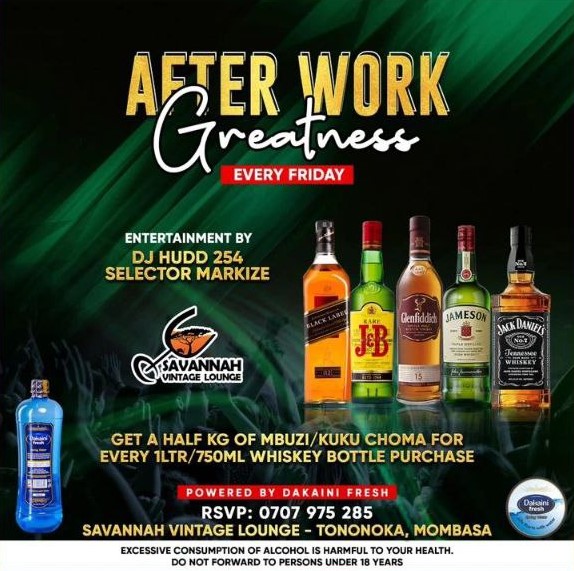 AFTER WORK
Greatness
EVERY FRIDAY
ENTERTAINMENT BY
DJ HUDD 254
SELECTOR MARKIZE
SAVANNAH
VINTAGE LOUNGE
BLACK LABEL
RARE
J&B
Glenfiddich
15
JAMESON
JACK DANIEL'S
OLD
No.7
Tennessee
WHISKEY
Dakaini
fresh
GET A HALF KG OF MBUZI/KUKU CHOMA FOR
EVERY 1LTR/750ML WHISKEY BOTTLE PURCHASE
POWERED BY DAKAINI FRESH
RSVP: 0707 975 285
SAVANNAH VINTAGE LOUNGE - TONONOKA, MOMBASA
Dakaini
fresh
EXCESSIVE CONSUMPTION OF ALCOHOL IS HARMFUL TO YOUR HEALTH.
DO NOT FORWARD TO PERSONS UNDER 18 YEARS